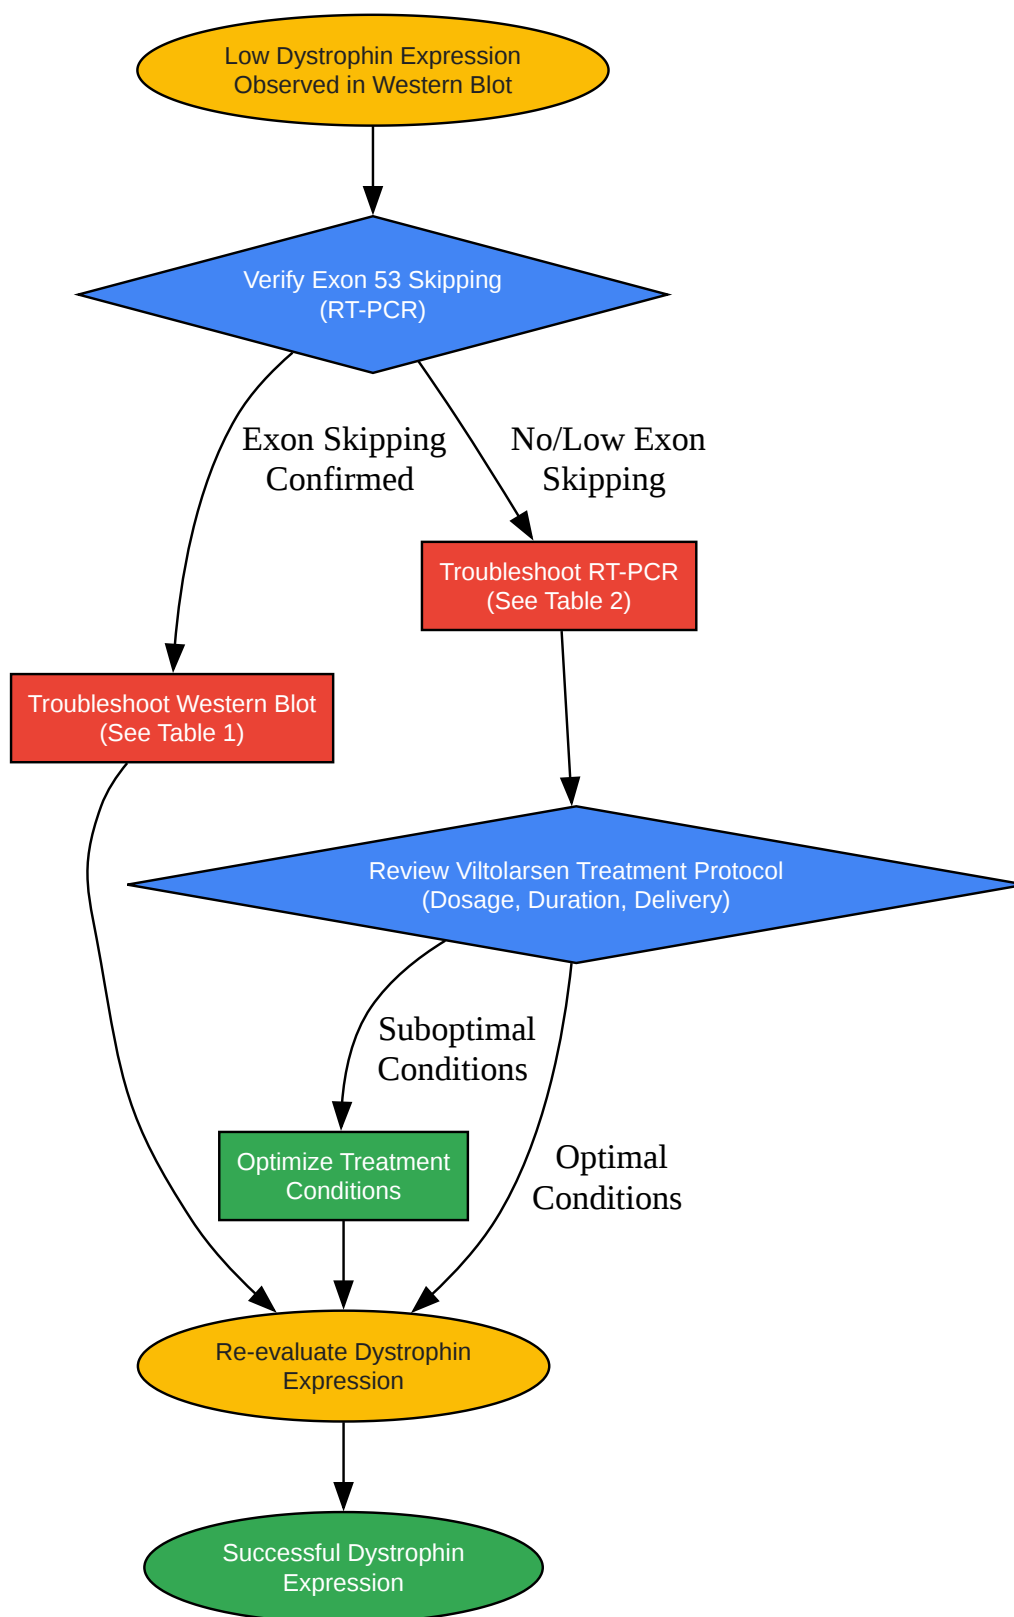 Low Dystrophin Expression
Observed in Western Blot
Verify Exon 53 Skipping
(RT-PCR)
Exon Skipping
Confirmed
No/Low Exon
Skipping
Troubleshoot RT-PCR
(See Table 2)
Troubleshoot Western Blot
(See Table 1)
Review Viltolarsen Treatment Protocol
(Dosage, Duration, Delivery)
Suboptimal
Conditions
Optimize Treatment
Conditions
Optimal
Conditions
Re-evaluate Dystrophin
Expression
Successful Dystrophin
Expression